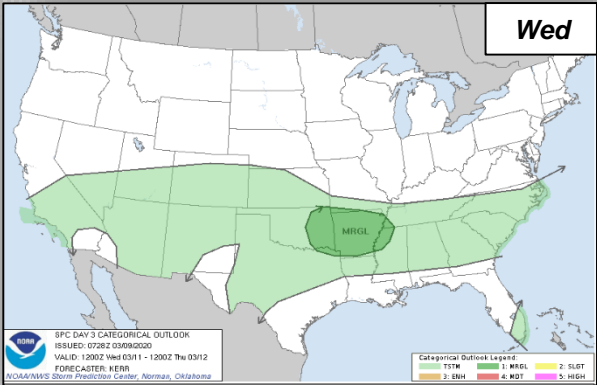 Wed
MRGL
NOAA
SPC DAY 3 CATEGORICAL OUTLOOK
ISSUED: 0728Z 03/09/2020
VALID: 1200Z Wed 03/11 - 1200Z Thu 03/12
FORECASTER: KERR
NOAA/NWS Storm Prediction Center, Norman, Oklahoma
Categorical Outlook Legend:
TSTM 1: MRGL 2: SLGT
3: ENH 4: MDT 5: HIGH